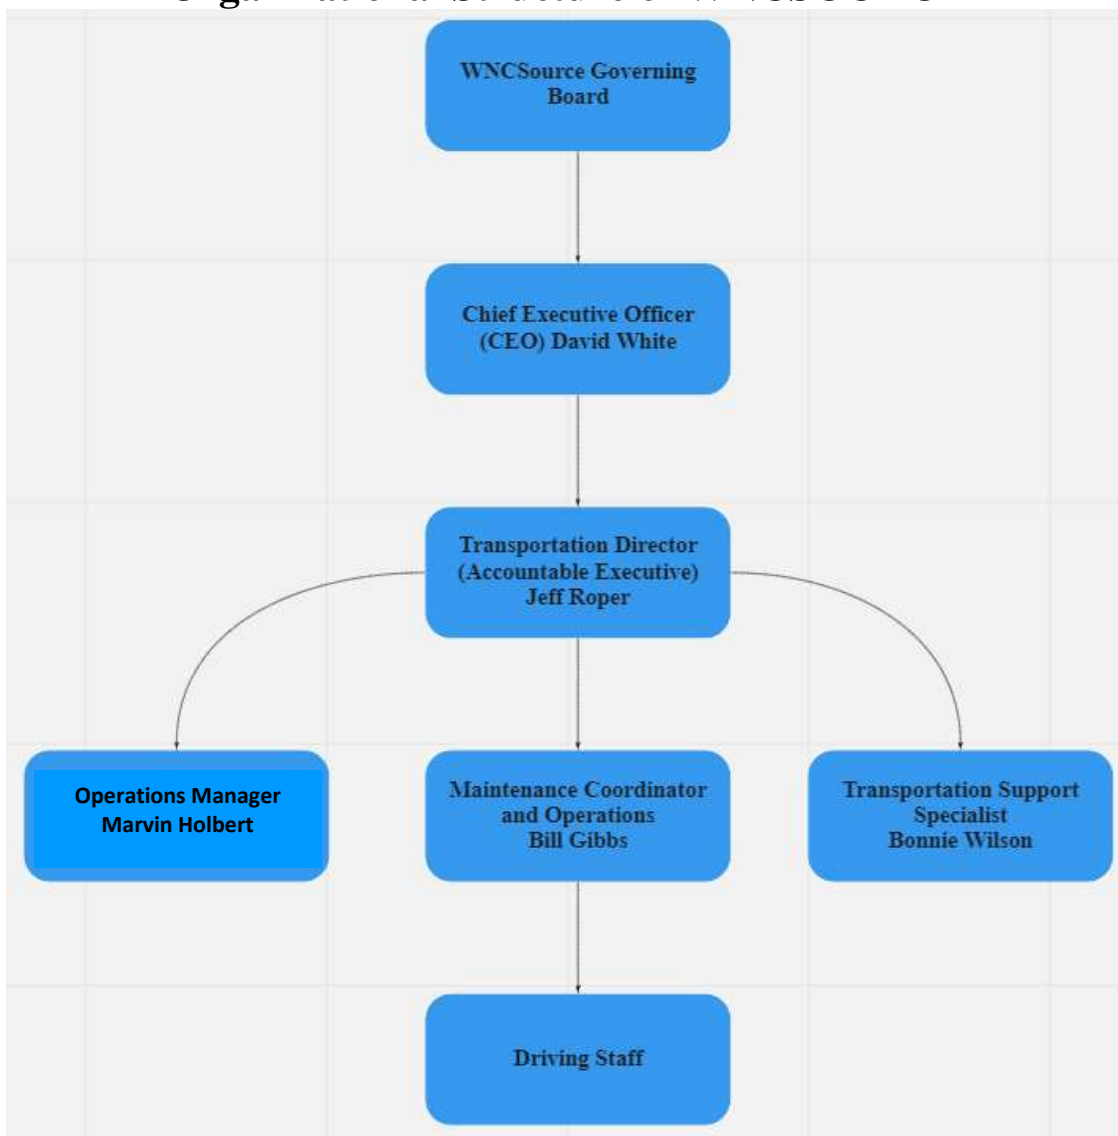 WNCSource Governing
Board
Chief Executive Officer
(CEO) David White
Transportation Director
(Accountable Executive)
Jeff Roper
Operations Manager
Marvin Holbert
Maintenance Coordinator
and Operations
Bill Gibbs
Transportation Support
Specialist
Bonnie Wilson
Driving Staff